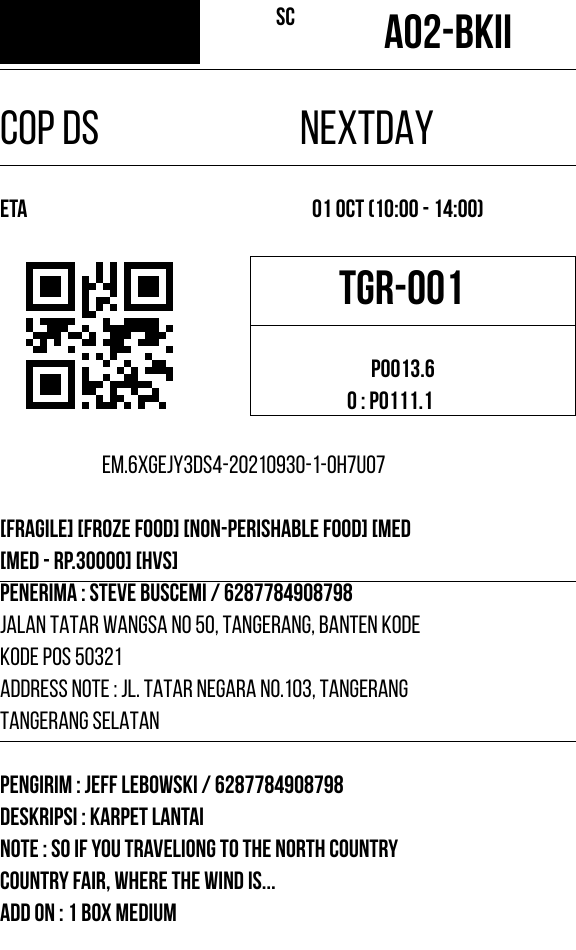 SC
A02-BKII
COP DS NEXTDAY
ETA 01 OCT (10:00 - 14:00)
TGR-001
P0013.6
O : P0111.1
EM.6XGEJY3DS4-20210930-1-0H7U07
[FRAGILE] [FROZE FOOD] [NON-PERISHABLE FOOD] [MED
[MED - RP.30000] [HVS]
PENERIMA : STEVE BUSCEMI / 6287784908798
JALAN TATAR WANGSA NO 50, TANGERANG, BANTEN KODE
KODE POS 50321
ADDRESS NOTE : JL. TATAR NEGARA NO.103, TANGERANG
TANGERANG SELATAN
PENGIRIM : JEFF LEBOWSKI / 6287784908798
DESKRIPSI : KARPET LANTAI
NOTE : SO IF YOU TRAVELIONG TO THE NORTH COUNTRY
COUNTRY FAIR, WHERE THE WIND IS...
ADD ON : 1 BOX MEDIUM